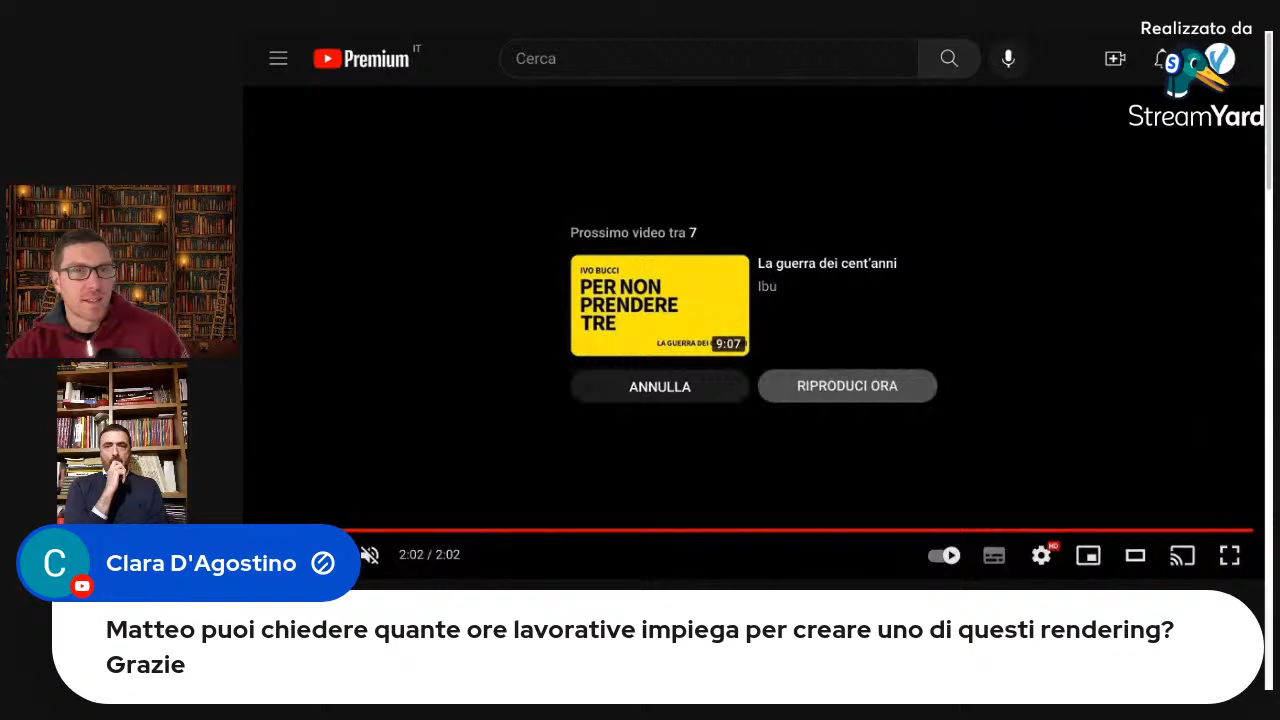 Realizzato da
StreamYard
Premium IT
Cerca
Prossimo video tra 7
IVO BUCCI
PER NON
PRENDERE
TRE
LA GUERRA DEI
9:07
La guerra dei cent'anni
Ibu
ANNULLA
RIPRODUCI ORA
2:02 / 2:02
HD
C
Clara D'Agostino
Matteo puoi chiedere quante ore lavorative impiega per creare uno di questi rendering?
Grazie